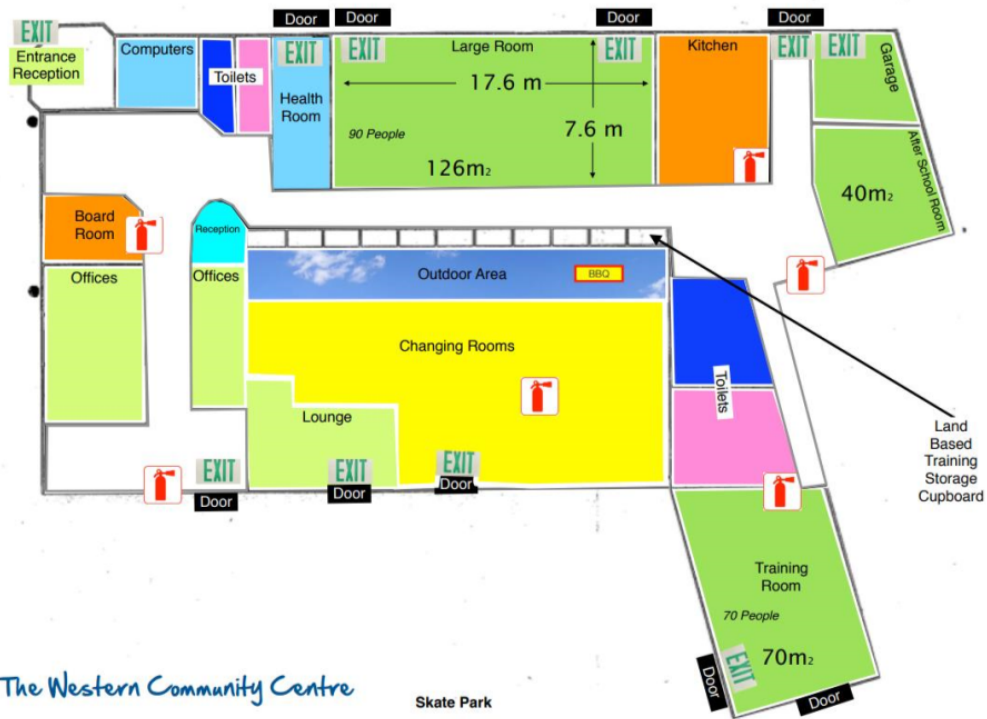 Door
Door
Door
Door
EXIT
Entrance
Reception
Computers
Toilets
EXIT
Health
Room
EXIT
Large Room
EXIT
17.6 m
7.6 m
90 People
126m2
Kitchen
EXIT
EXIT
Garage
After School Room
40m2
Board
Room
Reception
Offices
Offices
Outdoor Area
BBQ
Changing Rooms
Toilets
Lounge
Land
Based
Training
Storage
Cupboard
EXIT
Door
EXIT
Door
EXIT
Door
Training
Room
70 People
EXIT
70m2
Door
Door
The Western Community Centre
Skate Park